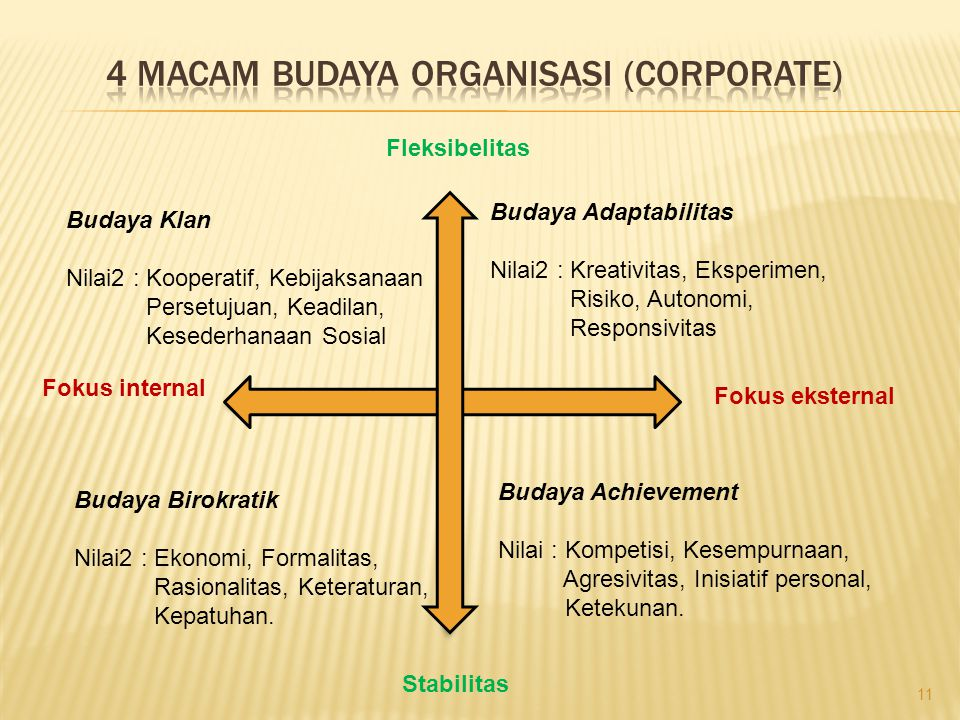 4 MACAM BUDAYA ORGANISASI (CORPORATE)
Fleksibelitas
Budaya Klan
Nilai2 : Kooperatif, Kebijaksanaan
Persetujuan, Keadilan,
Kesederhanaan Sosial
Budaya Adaptabilitas
Nilai2 : Kreativitas, Eksperimen,
Risiko, Autonomi,
Responsivitas
Fokus internal
Fokus eksternal
Budaya Birokratik
Nilai2 : Ekonomi, Formalitas,
Rasionalitas, Keteraturan,
Kepatuhan.
Budaya Achievement
Nilai : Kompetisi, Kesempurnaan,
Agresivitas, Inisiatif personal,
Ketekunan.
Stabilitas
11